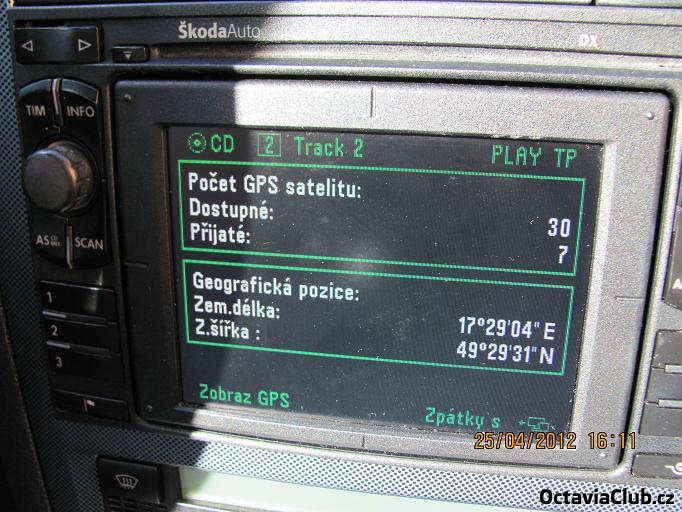 ŠkodaAuto
DX
TIM INFO
CD 2 Track 2 PLAY TP
Počet GPS satelitu:
Dostupné: 30
Přijaté: 7
AS CD MIX SCAN
Geografická pozice:
Zem.délka: 17°29'04"E
Z.šířka : 49°29'31"N
1
2
3
Zobraz GPS
Zpátky s
25/04/2012 16:11
OctaviaClub.cz